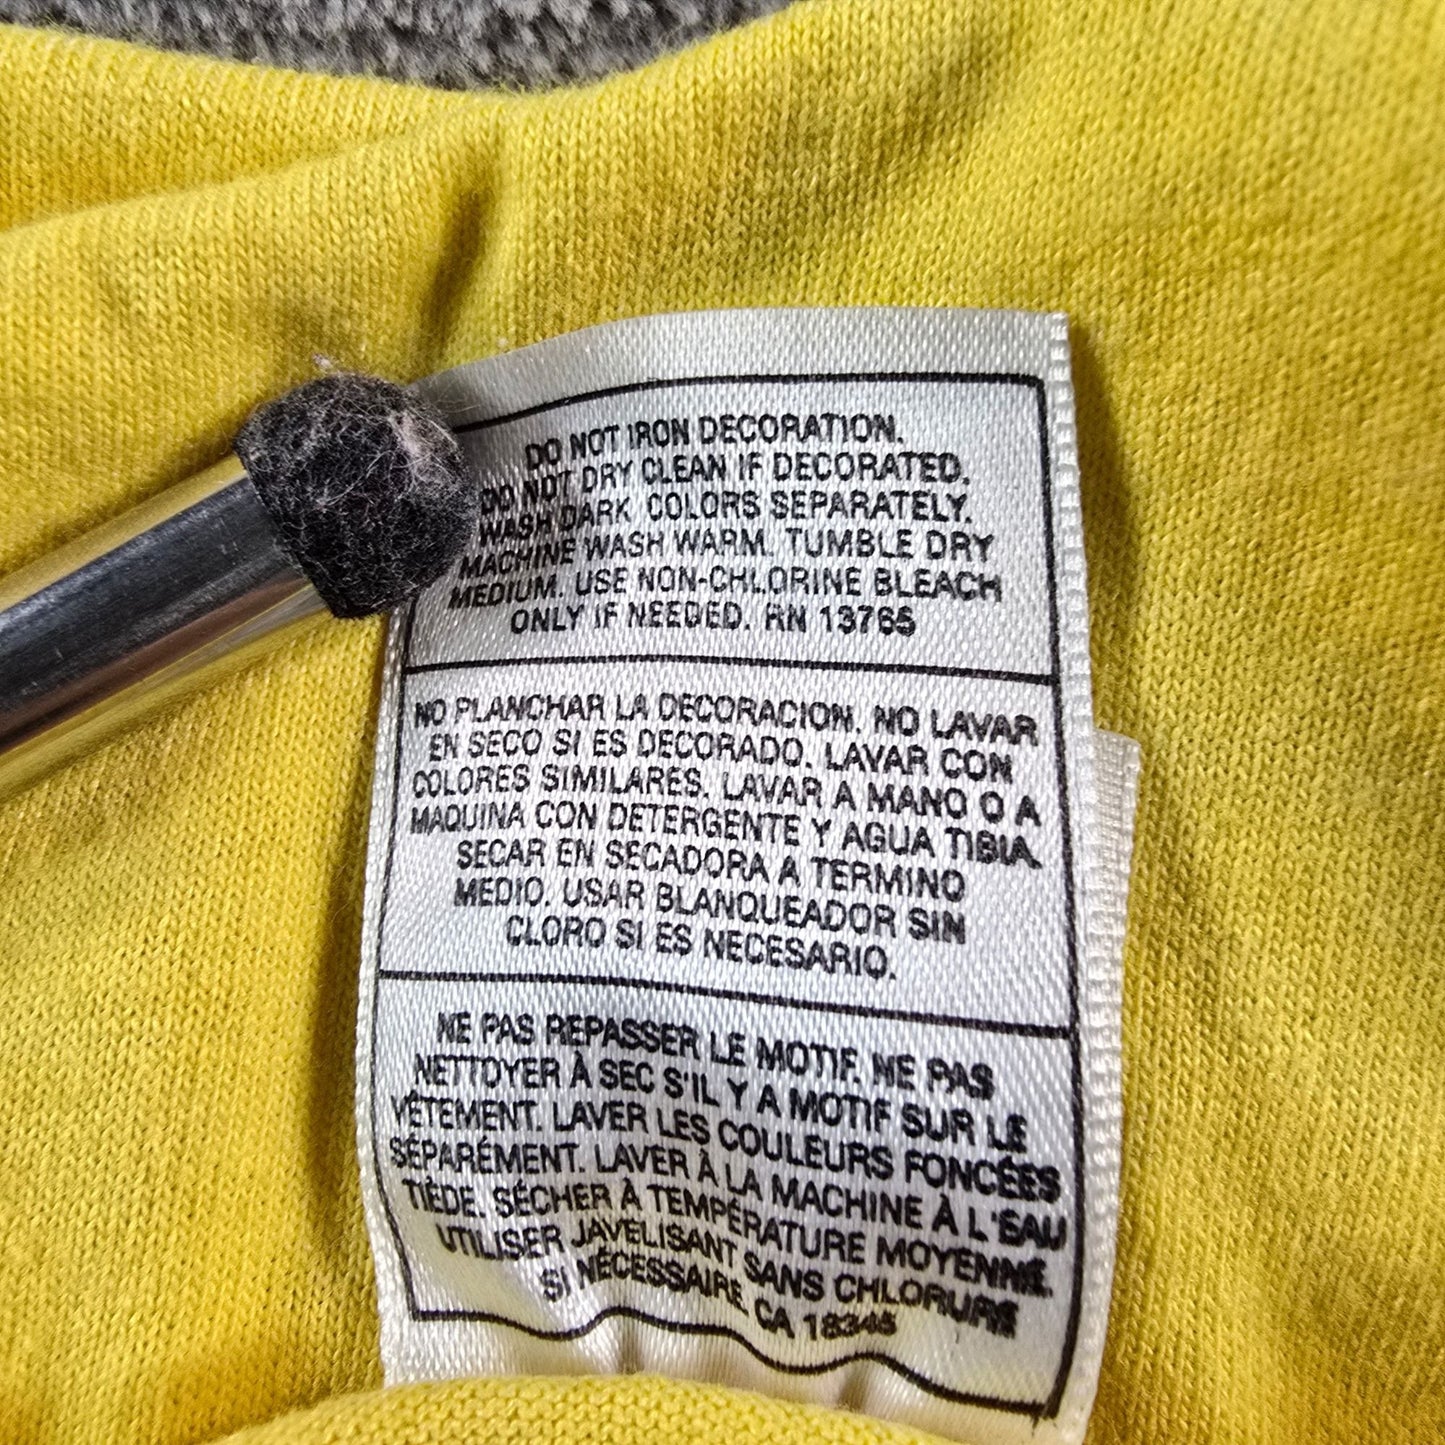 DO NOT IRON DECORATION.
DO NOT DRY CLEAN IF DECORATED.
WASH DARK COLORS SEPARATELY.
MACHINE WASH WARM. TUMBLE DRY
MEDIUM. USE NON-CHLORINE BLEACH
ONLY IF NEEDED. RN 13765
NO PLANCHAR LA DECORACION. NO LAVAR
EN SECO SI ES DECORADO. LAVAR CON
COLORES SIMILARES. LAVAR A MANO O A
MAQUINA CON DETERGENTE Y AGUA TIBIA.
SECAR EN SECADORA A TERMINO
MEDIO. USAR BLANQUEADOR SIN
CLORO SI ES NECESARIO.
NE PAS REPASSER LE MOTIF. NE PAS
NETTOYER À SEC S'IL Y A MOTIF SUR LE
VÊTEMENT. LAVER LES COULEURS FONCÉES
SÉPARÉMENT. LAVER À LA MACHINE À L'EAU
TIÈDE. SÉCHER À TEMPÉRATURE MOYENNE.
UTILISER JAVELISANT SANS CHLORURE
SI NÉCESSAIRE. CA 18345